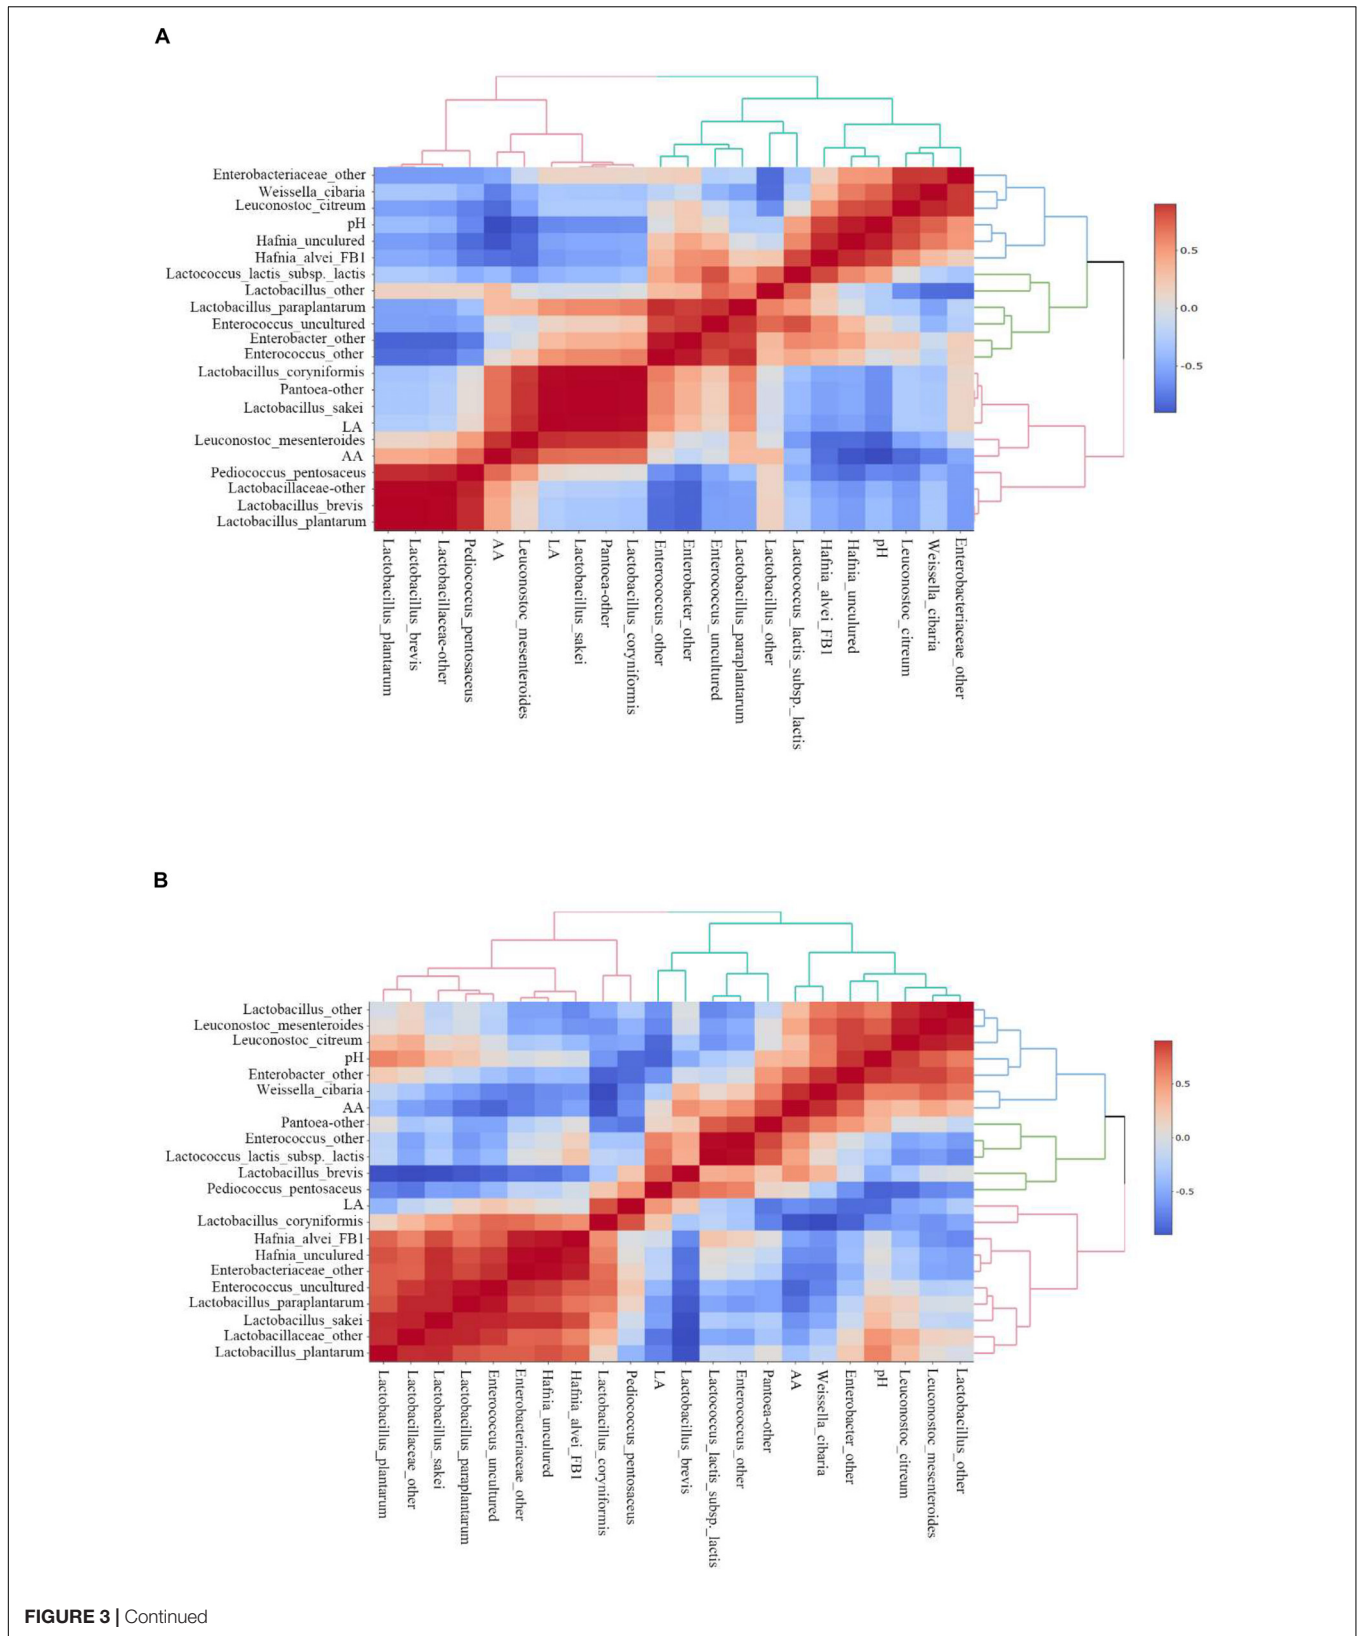 A
Enterobacteriaceae_other
Weissella_cibaria
Leuconostoc_citreum
pH
Hafnia_unculured
Hafnia_alvei_FB1
Lactococcus_lactis_subsp._lactis
Lactobacillus_other
Lactobacillus_paraplantarum
Enterococcus_uncultured
Enterobacter_other
Enterococcus_other
Lactobacillus_coryniformis
Pantoea-other
Lactobacillus_sakei
LA
Leuconostoc_mesenteroides
AA
Pediococcus_pentosaceus
Lactobacillaceae-other
Lactobacillus_brevis
Lactobacillus_plantarum
0.5
0.0
-0.5
Lactobacillus_plantarum
Lactobacillus_brevis
Lactobacillaceae-other
Pediococcus_pentosaceus
AA
Leuconostoc_mesenteroides
LA
Lactobacillus_sakei
Pantoea-other
Lactobacillus_coryniformis
Enterococcus_other
Enterobacter_other
Enterococcus_uncultured
Lactobacillus_paraplantarum
Lactobacillus_other
Lactococcus_lactis_subsp._lactis
Hafnia_alvei_FB1
Hafnia_unculured
pH
Leuconostoc_citreum
Weissella_cibaria
Enterobacteriaceae_other
B
Lactobacillus_other
Leuconostoc_mesenteroides
Leuconostoc_citreum
pH
Enterobacter_other
Weissella_cibaria
AA
Pantoea-other
Enterococcus_other
Lactococcus_lactis_subsp._lactis
Lactobacillus_brevis
Pediococcus_pentosaceus
LA
Lactobacillus_coryniformis
Hafnia_alvei_FB1
Hafnia_unculured
Enterobacteriaceae_other
Enterococcus_uncultured
Lactobacillus_paraplantarum
Lactobacillus_sakei
Lactobacillaceae_other
Lactobacillus_plantarum
0.5
0.0
-0.5
Lactobacillus_plantarum
Lactobacillaceae_other
Lactobacillus_sakei
Lactobacillus_paraplantarum
Enterococcus_uncultured
Enterobacteriaceae_other
Hafnia_unculured
Hafnia_alvei_FB1
Lactobacillus_coryniformis
Pediococcus_pentosaceus
LA
Lactobacillus_brevis
Lactococcus_lactis_subsp._lactis
Enterococcus_other
Pantoea-other
AA
Weissella_cibaria
Enterobacter_other
pH
Leuconostoc_citreum
Leuconostoc_mesenteroides
Lactobacillus_other
FIGURE 3 | Continued